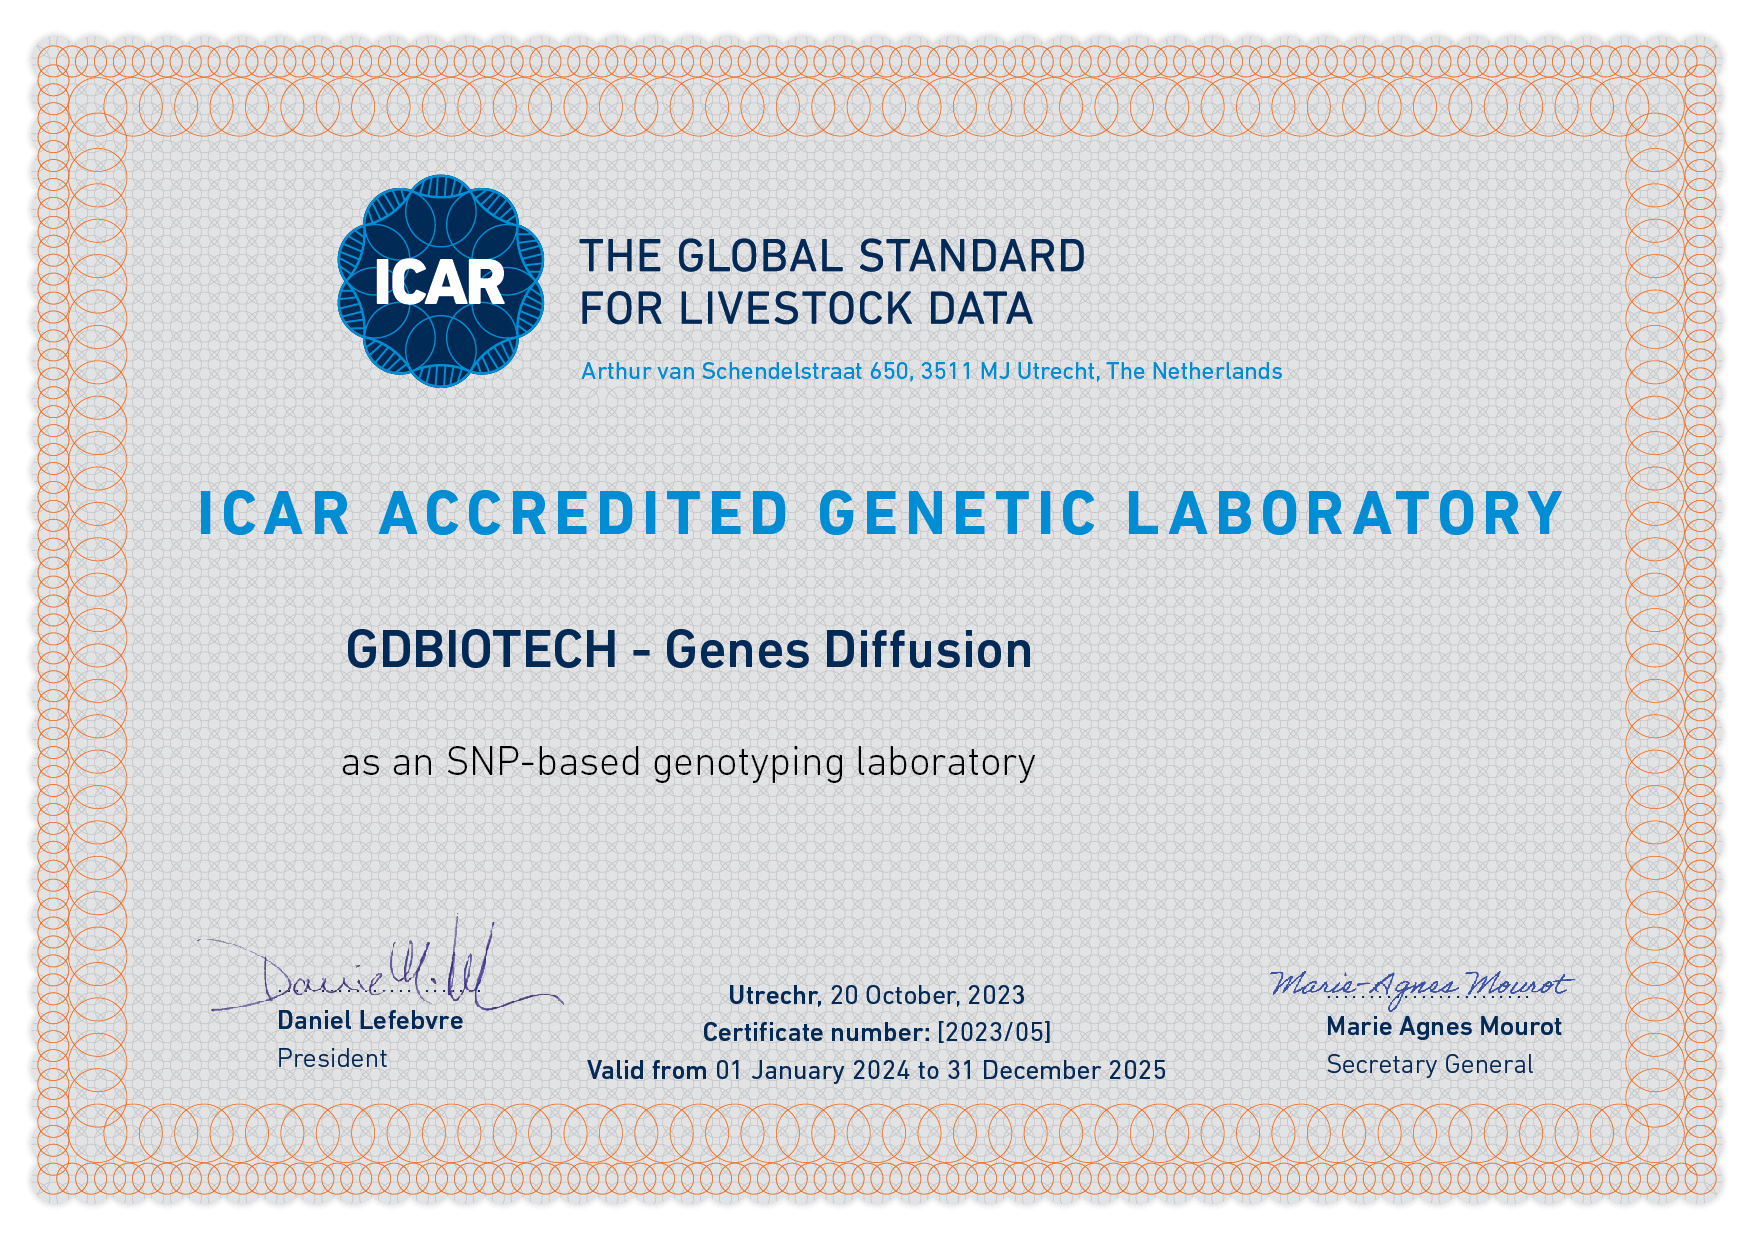 ICAR
THE GLOBAL STANDARD
FOR LIVESTOCK DATA
Arthur van Schendelstraat 650, 3511 MJ Utrecht, The Netherlands
ICAR ACCREDITED GENETIC LABORATORY
GDBIOTECH - Genes Diffusion
as an SNP-based genotyping laboratory
Daniel Lefebvre
President
Utrechr, 20 October, 2023
Certificate number: [2023/05]
Valid from 01 January 2024 to 31 December 2025
Marie-Agnes Mourot
Marie Agnes Mourot
Secretary General